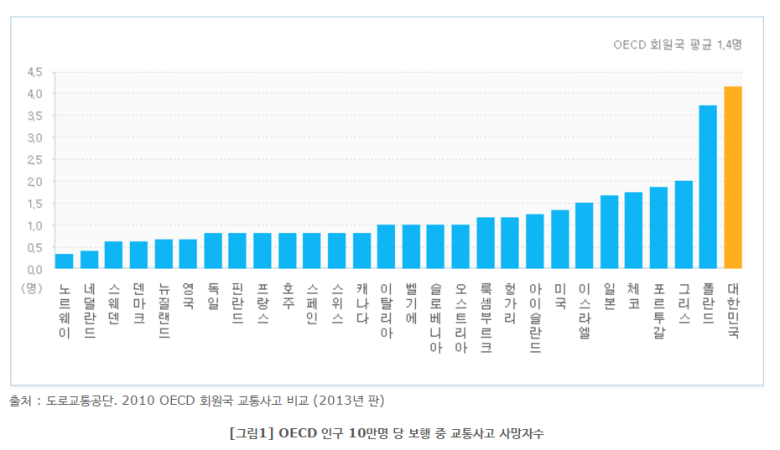 OECD 회원국 평균 1.4명
4.5
4.0
3.5
3.0
2.5
2.0
1.5
1.0
0.5
0.0
(명)
노르웨이
네덜란드
스웨덴
덴마크
뉴질랜드
영국
독일
핀란드
프랑스
호주
스페인
스위스
캐나다
이탈리아
벨기에
슬로베니아
오스트리아
룩셈부르크
헝가리
아이슬란드
미국
이스라엘
일본
체코
포르투갈
그리스
폴란드
대한민국
출처 : 도로교통공단. 2010 OECD 회원국 교통사고 비교 (2013년 판)
[그림1] OECD 인구 10만명 당 보행 중 교통사고 사망자수